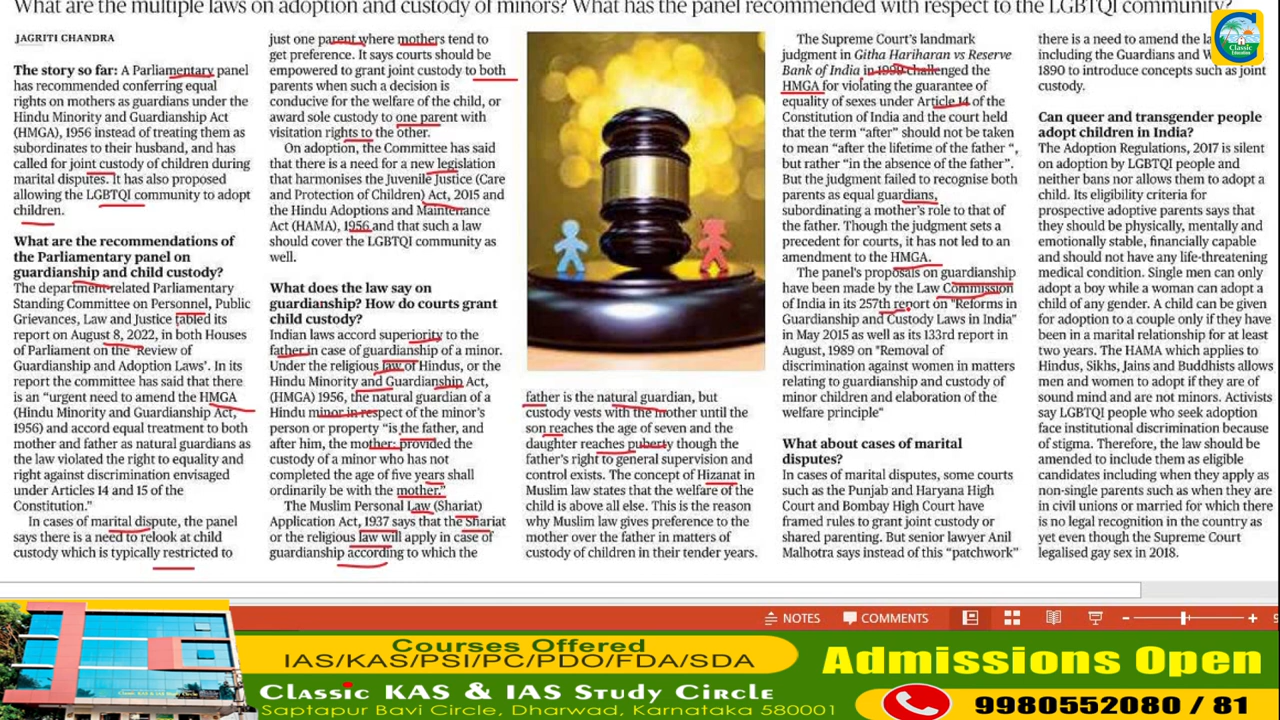 What are the multiple laws on adoption and custody of minors? What has the panel recommended with respect to the LGBTQI community?
JAGRITI CHANDRA
The story so far: A Parliamentary panel
has recommended conferring equal
rights on mothers as guardians under the
Hindu Minority and Guardianship Act
(HMGA), 1956 instead of treating them as
subordinates to their husband, and has
called for joint custody of children during
marital disputes. It has also proposed
allowing the LGBTQI community to adopt
children.
What are the recommendations of
the Parliamentary panel on
guardianship and child custody?
The department-related Parliamentary
Standing Committee on Personnel, Public
Grievances, Law and Justice tabled its
report on August 8, 2022, in both Houses
of Parliament on the 'Review of
Guardianship and Adoption Laws'. In its
report the committee has said that there
is an "urgent need to amend the HMGA
(Hindu Minority and Guardianship Act,
1956) and accord equal treatment to both
mother and father as natural guardians as
the law violated the right to equality and
right against discrimination envisaged
under Articles 14 and 15 of the
Constitution."
In cases of marital dispute, the panel
says there is a need to relook at child
custody which is typically restricted to
just one parent where mothers tend to
get preference. It says courts should be
empowered to grant joint custody to both
parents when such a decision is
conducive for the welfare of the child, or
award sole custody to one parent with
visitation rights to the other.
On adoption, the Committee has said
that there is a need for a new legislation
that harmonises the Juvenile Justice (Care
and Protection of Children) Act, 2015 and
the Hindu Adoptions and Maintenance
Act (HAMA), 1956 and that such a law
should cover the LGBTQI community as
well.
What does the law say on
guardianship? How do courts grant
child custody?
Indian laws accord superiority to the
father in case of guardianship of a minor.
Under the religious law of Hindus, or the
Hindu Minority and Guardianship Act,
(HMGA) 1956, the natural guardian of a
Hindu minor in respect of the minor's
person or property "is the father, and
after him, the mother: provided the
custody of a minor who has not
completed the age of five years shall
ordinarily be with the mother."
The Muslim Personal Law (Shariat)
Application Act, 1937 says that the Shariat
or the religious law will apply in case of
guardianship according to which the
father is the natural guardian, but
custody vests with the mother until the
son reaches the age of seven and the
daughter reaches puberty though the
father's right to general supervision and
control exists. The concept of Hizanat in
Muslim law states that the welfare of the
child is above all else. This is the reason
why Muslim law gives preference to the
mother over the father in matters of
custody of children in their tender years.
The Supreme Court's landmark
judgment in Githa Hariharan vs Reserve
Bank of India in 1999 challenged the
HMGA for violating the guarantee of
equality of sexes under Article 14 of the
Constitution of India and the court held
that the term "after" should not be taken
to mean "after the lifetime of the father ",
but rather "in the absence of the father".
But the judgment failed to recognise both
parents as equal guardians,
subordinating a mother's role to that of
the father. Though the judgment sets a
precedent for courts, it has not led to an
amendment to the HMGA.
The panel's proposals on guardianship
have been made by the Law Commission
of India in its 257th report on "Reforms in
Guardianship and Custody Laws in India"
in May 2015 as well as its 133rd report in
August, 1989 on "Removal of
discrimination against women in matters
relating to guardianship and custody of
minor children and elaboration of the
welfare principle"
What about cases of marital
disputes?
In cases of marital disputes, some courts
such as the Punjab and Haryana High
Court and Bombay High Court have
framed rules to grant joint custody or
shared parenting. But senior lawyer Anil
Malhotra says instead of this "patchwork"
there is a need to amend the
including the Guardians and
1890 to introduce concepts such as joint
custody.
Can queer and transgender people
adopt children in India?
The Adoption Regulations, 2017 is silent
on adoption by LGBTQI people and
neither bans nor allows them to adopt a
child. Its eligibility criteria for
prospective adoptive parents says that
they should be physically, mentally and
emotionally stable, financially capable
and should not have any life-threatening
medical condition. Single men can only
adopt a boy while a woman can adopt a
child of any gender. A child can be given
for adoption to a couple only if they have
been in a marital relationship for at least
two years. The HAMA which applies to
Hindus, Sikhs, Jains and Buddhists allows
men and women to adopt if they are of
sound mind and are not minors. Activists
say LGBTQI people who seek adoption
face institutional discrimination because
of stigma. Therefore, the law should be
amended to include them as eligible
candidates including when they apply as
non-single parents such as when they are
in civil unions or married for which there
is no legal recognition in the country as
yet even though the Supreme Court
legalised gay sex in 2018.
Classic
Education
NOTES
COMMENTS
Courses Offered
IAS/KAS/PSI/PC/PDO/FDA/SDA
Classic KAS & IAS Study Circle
Saptapur Bavi Circle, Dharwad, Karnataka 580001
Admissions Open
9980552080 / 81